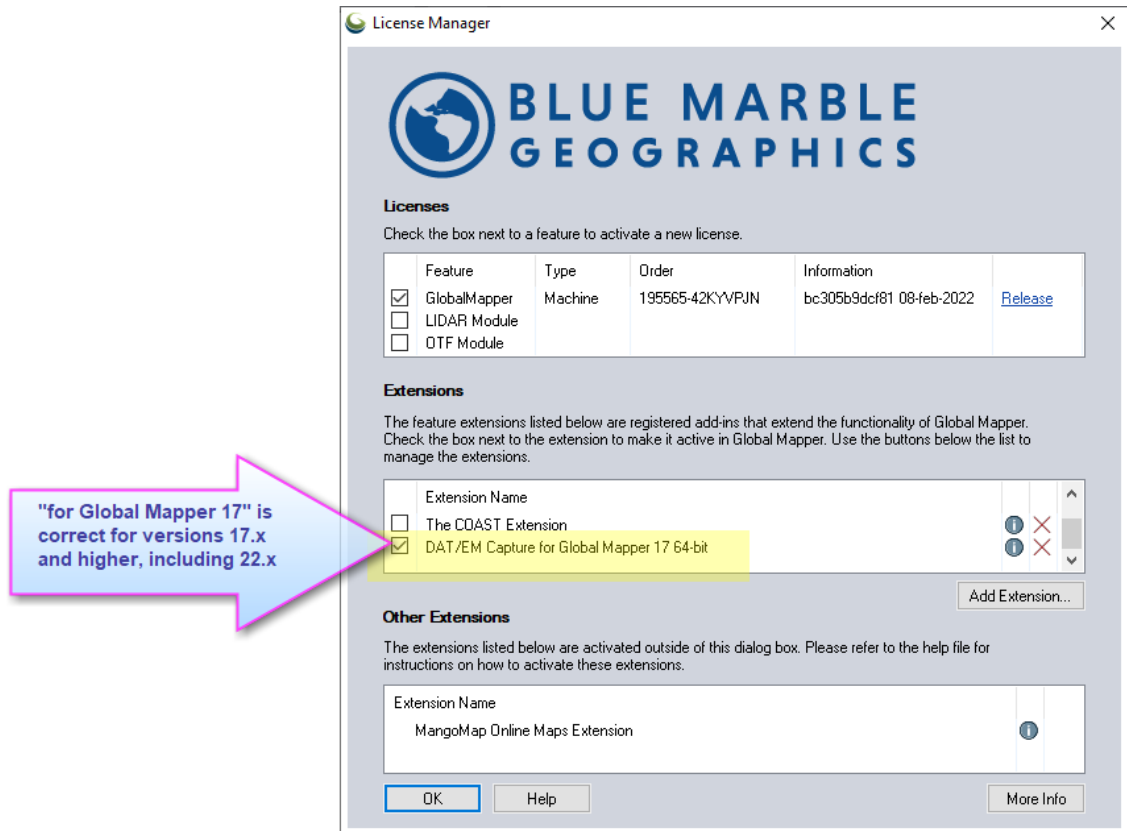 License Manager
BLUE MARBLE
GEOGRAPHICS
Licenses
Check the box next to a feature to activate a new license.
Feature Type Order Information
GlobalMapper Machine 195565-42KYVPJN bc305b9dcf81 08-feb-2022 Release
LIDAR Module
OTF Module
Extensions
The feature extensions listed below are registered add-ins that extend the functionality of Global Mapper.
Check the box next to the extension to make it active in Global Mapper. Use the buttons below the list to
manage the extensions.
Extension Name
The COAST Extension
DAT/EM Capture for Global Mapper 17 64-bit
"for Global Mapper 17" is
correct for versions 17.x
and higher, including 22.x
Add Extension...
Other Extensions
The extensions listed below are activated outside of this dialog box. Please refer to the help file for
instructions on how to activate these extensions.
Extension Name
MangoMap Online Maps Extension
OK Help More Info